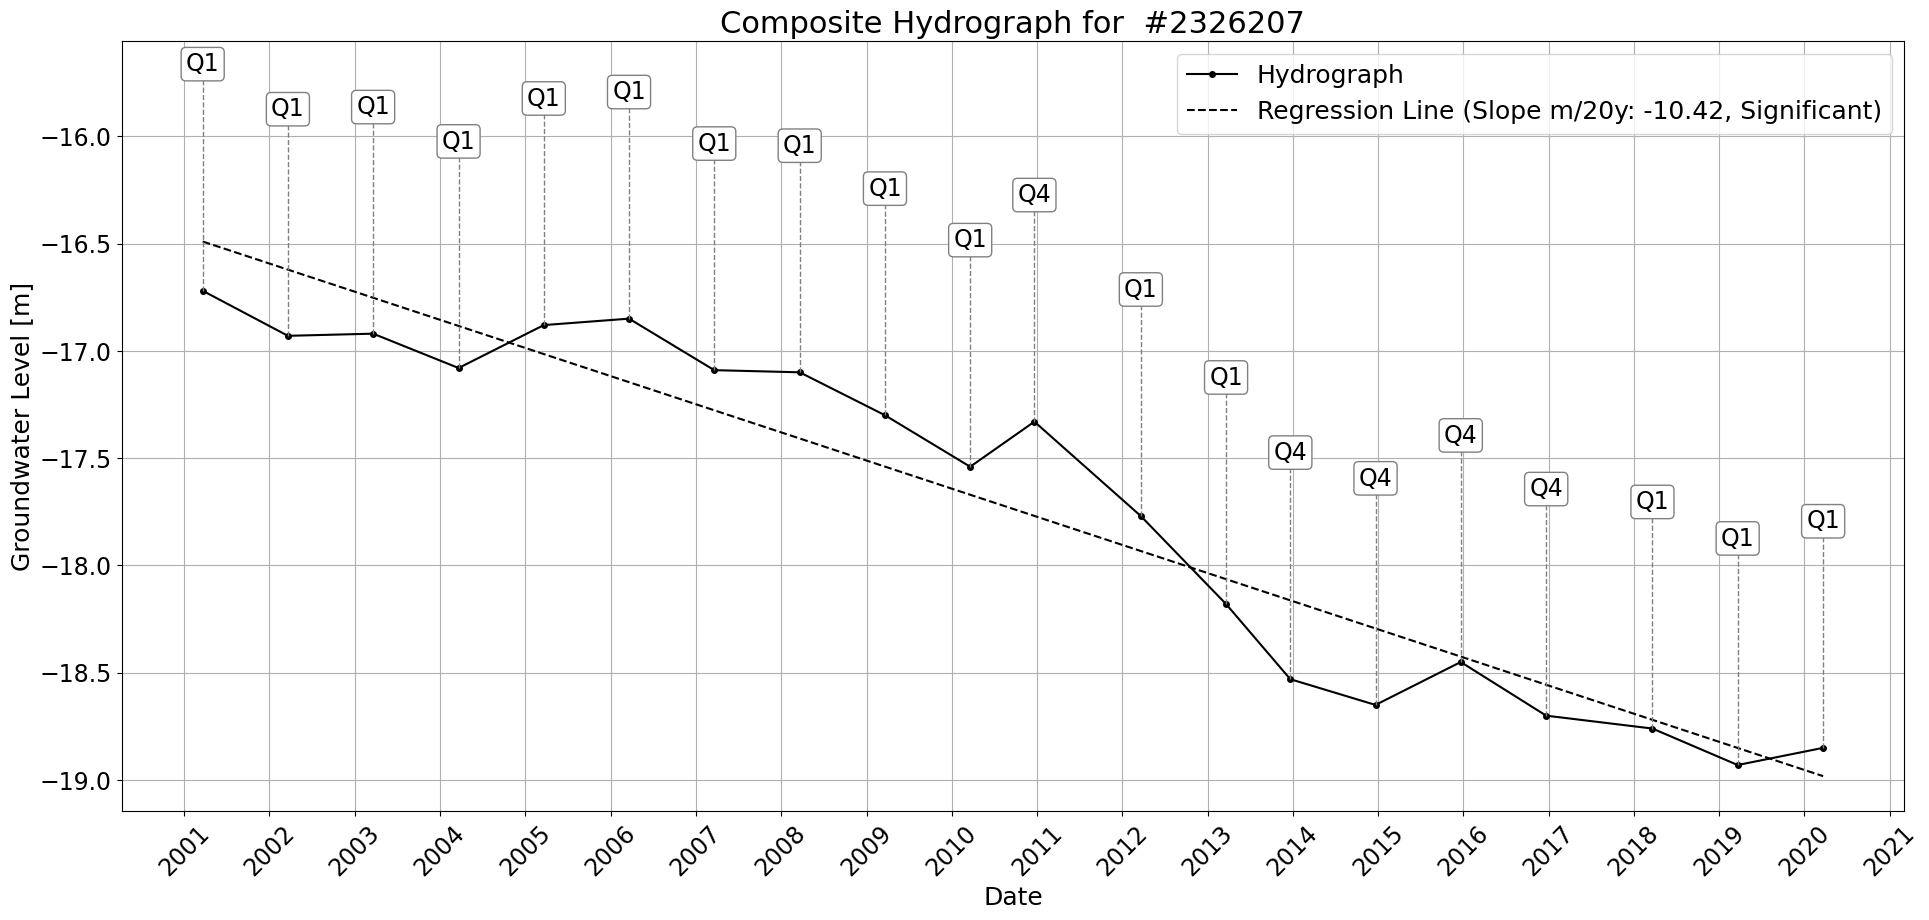 Composite Hydrograph for  #2326207
Hydrograph
Regression Line (Slope m/20y: -10.42, Significant)
Q1
Q1
Q1
Q1
Q1
Q1
Q1
Q1
Q1
Q1
Q4
Q1
Q1
Q4
Q4
Q4
Q4
Q1
Q1
Q1
Groundwater Level [m]
−16.0
−16.5
−17.0
−17.5
−18.0
−18.5
−19.0
2001
2002
2003
2004
2005
2006
2007
2008
2009
2010
2011
2012
2013
2014
2015
2016
2017
2018
2019
2020
2021
Date